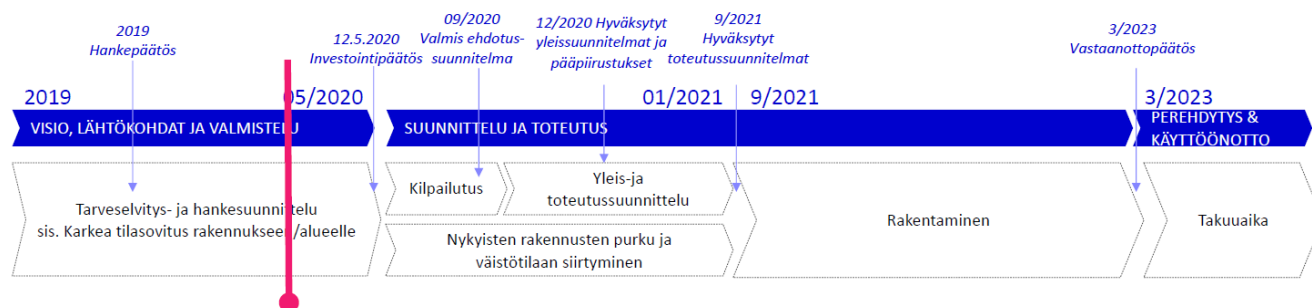 2019
Hankepäätös
12.5.2020
Investointipäätös
09/2020
Valmis ehdotus-
suunnitelma
12/2020 Hyväksytyt
yleissuunnitelmat ja
pääpiirustukset
9/2021
Hyväksytyt
toteutussuunnitelmat
3/2023
Vastaanottopäätös
2019
05/2020
01/2021
9/2021
3/2023
VISIO, LÄHTÖKOHDAT JA VALMISTELU
SUUNNITTELU JA TOTEUTUS
PEREHDYTYS &
KÄYTTÖÖNOTTO
Tarveselvitys- ja hankesuunnittelu
sis. Karkea tilasovitus rakennukseen/alueelle
Kilpailutus
Yleis-ja
toteutussuunnittelu
Nykyisten rakennusten purku ja
väistötilaan siirtyminen
Rakentaminen
Takuuaika